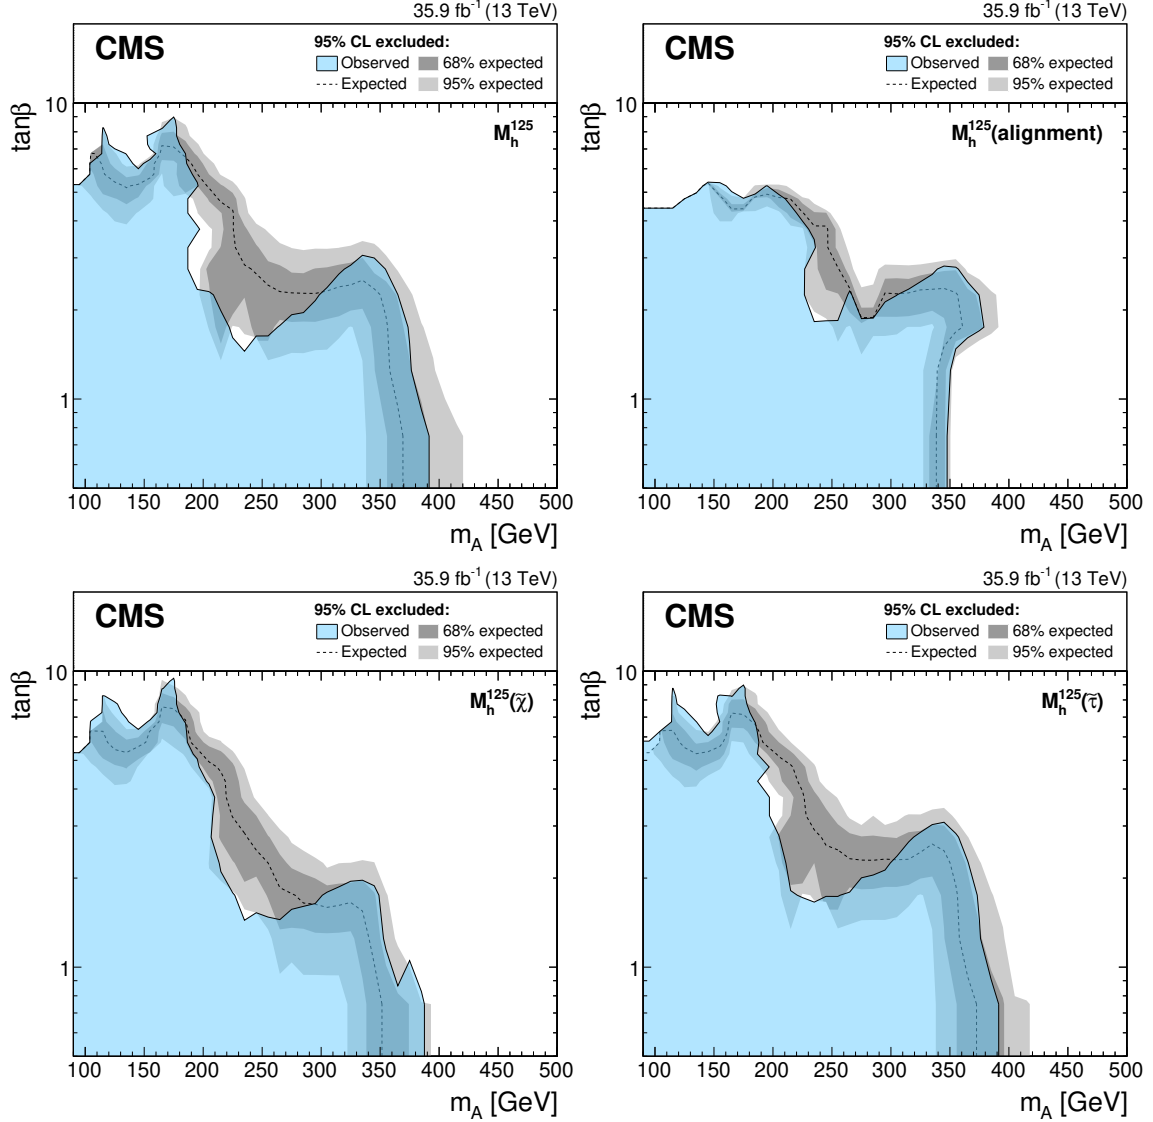 35.9 fb⁻¹ (13 TeV)
CMS
95% CL excluded:
Observed 68% expected
Expected 95% expected
M_h^125
tanβ
10
1
100 150 200 250 300 350 400 450 500
m_A [GeV]
35.9 fb⁻¹ (13 TeV)
CMS
95% CL excluded:
Observed 68% expected
Expected 95% expected
M_h^125(alignment)
tanβ
10
1
100 150 200 250 300 350 400 450 500
m_A [GeV]
35.9 fb⁻¹ (13 TeV)
CMS
95% CL excluded:
Observed 68% expected
Expected 95% expected
M_h^125(χ̃)
tanβ
10
1
100 150 200 250 300 350 400 450 500
m_A [GeV]
35.9 fb⁻¹ (13 TeV)
CMS
95% CL excluded:
Observed 68% expected
Expected 95% expected
M_h^125(τ̃)
tanβ
10
1
100 150 200 250 300 350 400 450 500
m_A [GeV]